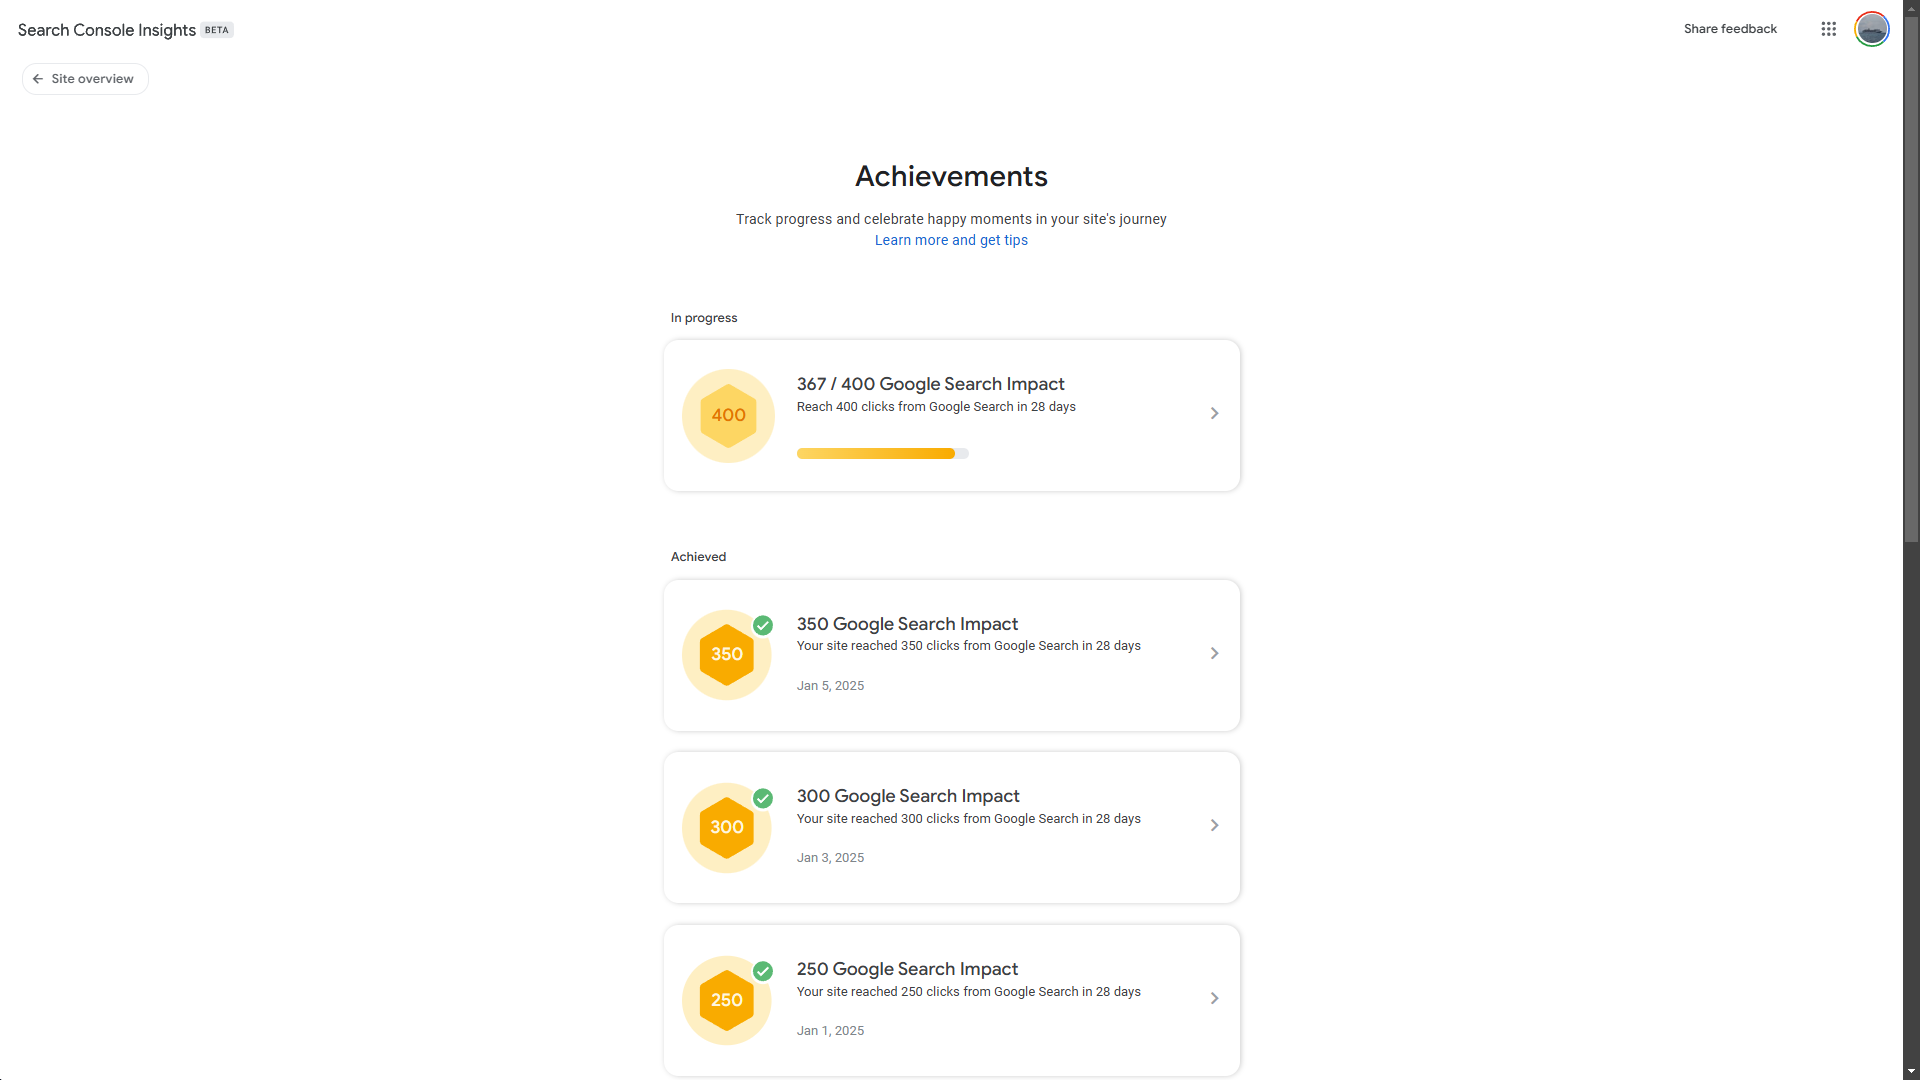 Search Console Insights BETA
Share feedback
Site overview
Achievements
Track progress and celebrate happy moments in your site's journey
Learn more and get tips
In progress
400
367 / 400 Google Search Impact
Reach 400 clicks from Google Search in 28 days
Achieved
350
350 Google Search Impact
Your site reached 350 clicks from Google Search in 28 days
Jan 5, 2025
300
300 Google Search Impact
Your site reached 300 clicks from Google Search in 28 days
Jan 3, 2025
250
250 Google Search Impact
Your site reached 250 clicks from Google Search in 28 days
Jan 1, 2025